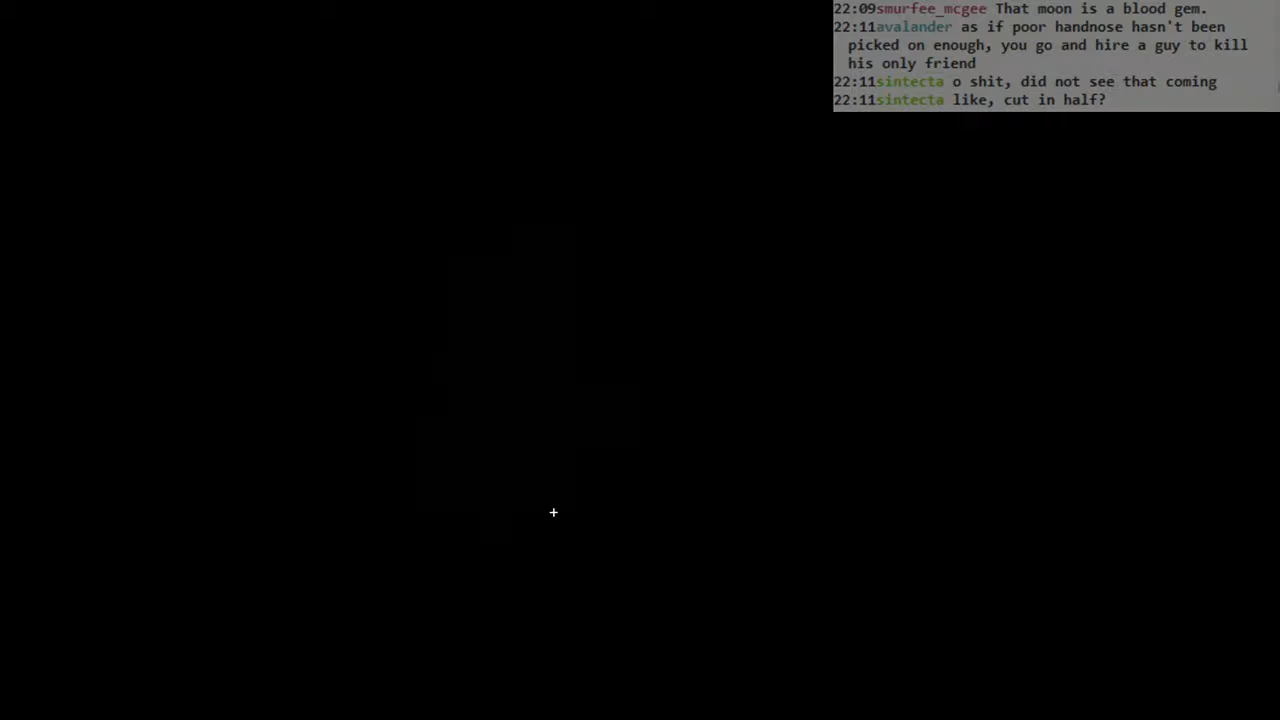 22:09smurfee_mcgee That moon is a blood gem.
22:11avalander as if poor handnose hasn't been
picked on enough, you go and hire a guy to kill
his only friend
22:11sintecta o shit, did not see that coming
22:11sintecta like, cut in half?